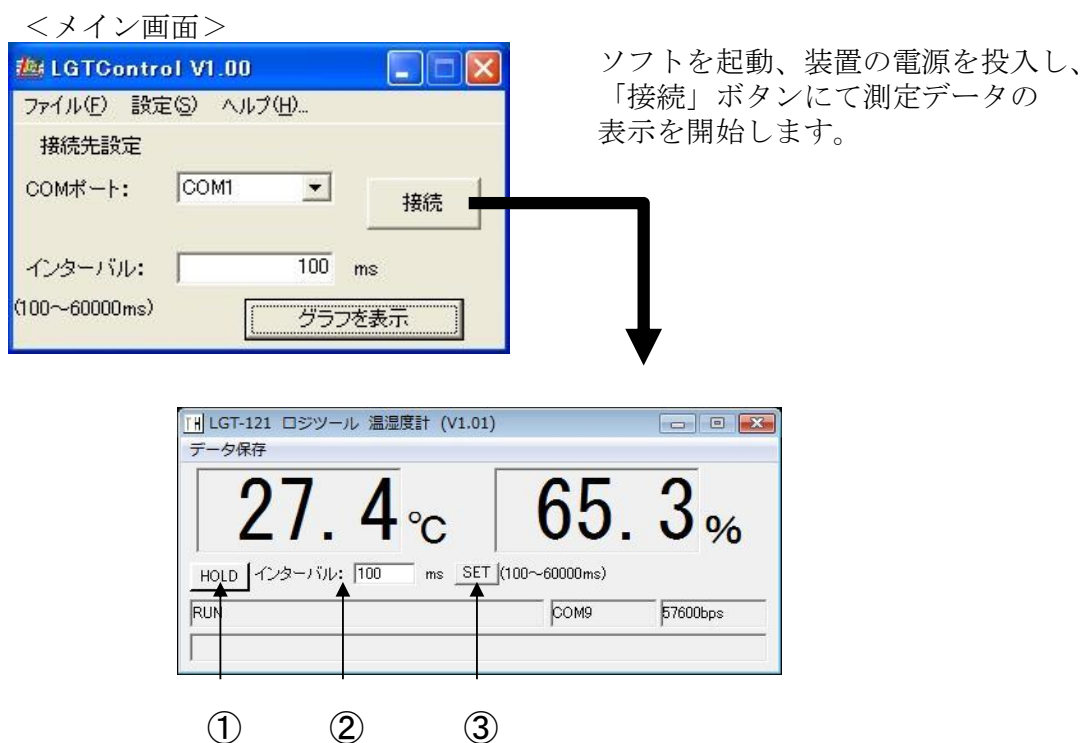 ＜メイン画面＞
LGTControl V1.00
ファイル(F) 設定(S) ヘルプ(H)...
接続先設定
COMポート: COM1
接続
インターバル: 100 ms
(100～60000ms)
グラフを表示
ソフトを起動、装置の電源を投入し、
「接続」ボタンにて測定データの
表示を開始します。
TH LGT-121 ロジツール 温湿度計 (V1.01)
データ保存
27.4 ℃ 65.3 %
HOLD インターバル: 100 ms SET (100～60000ms)
RUN COM9 57600bps
① ② ③